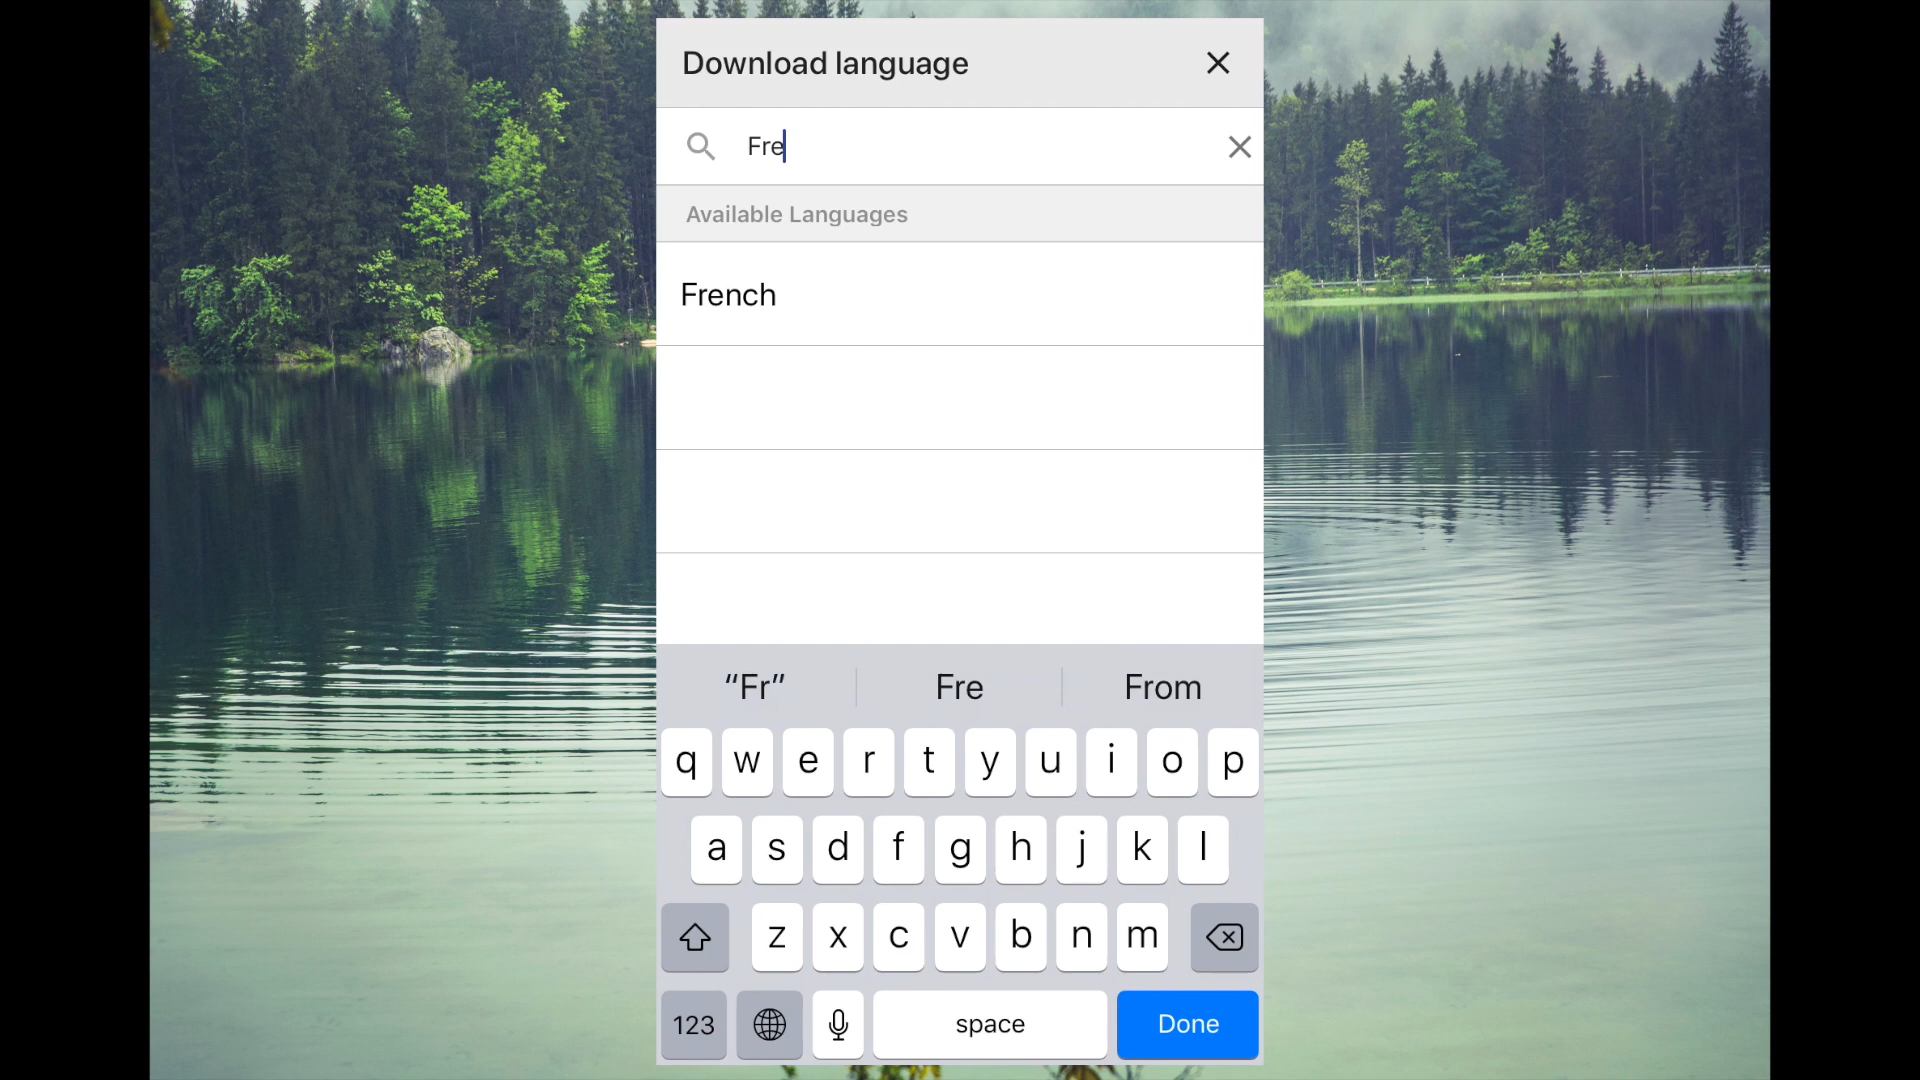 Download language
Fre
Available Languages
French
“Fr” Fre From
q w e r t y u i o p
a s d f g h j k l
z x c v b n m
123 space Done